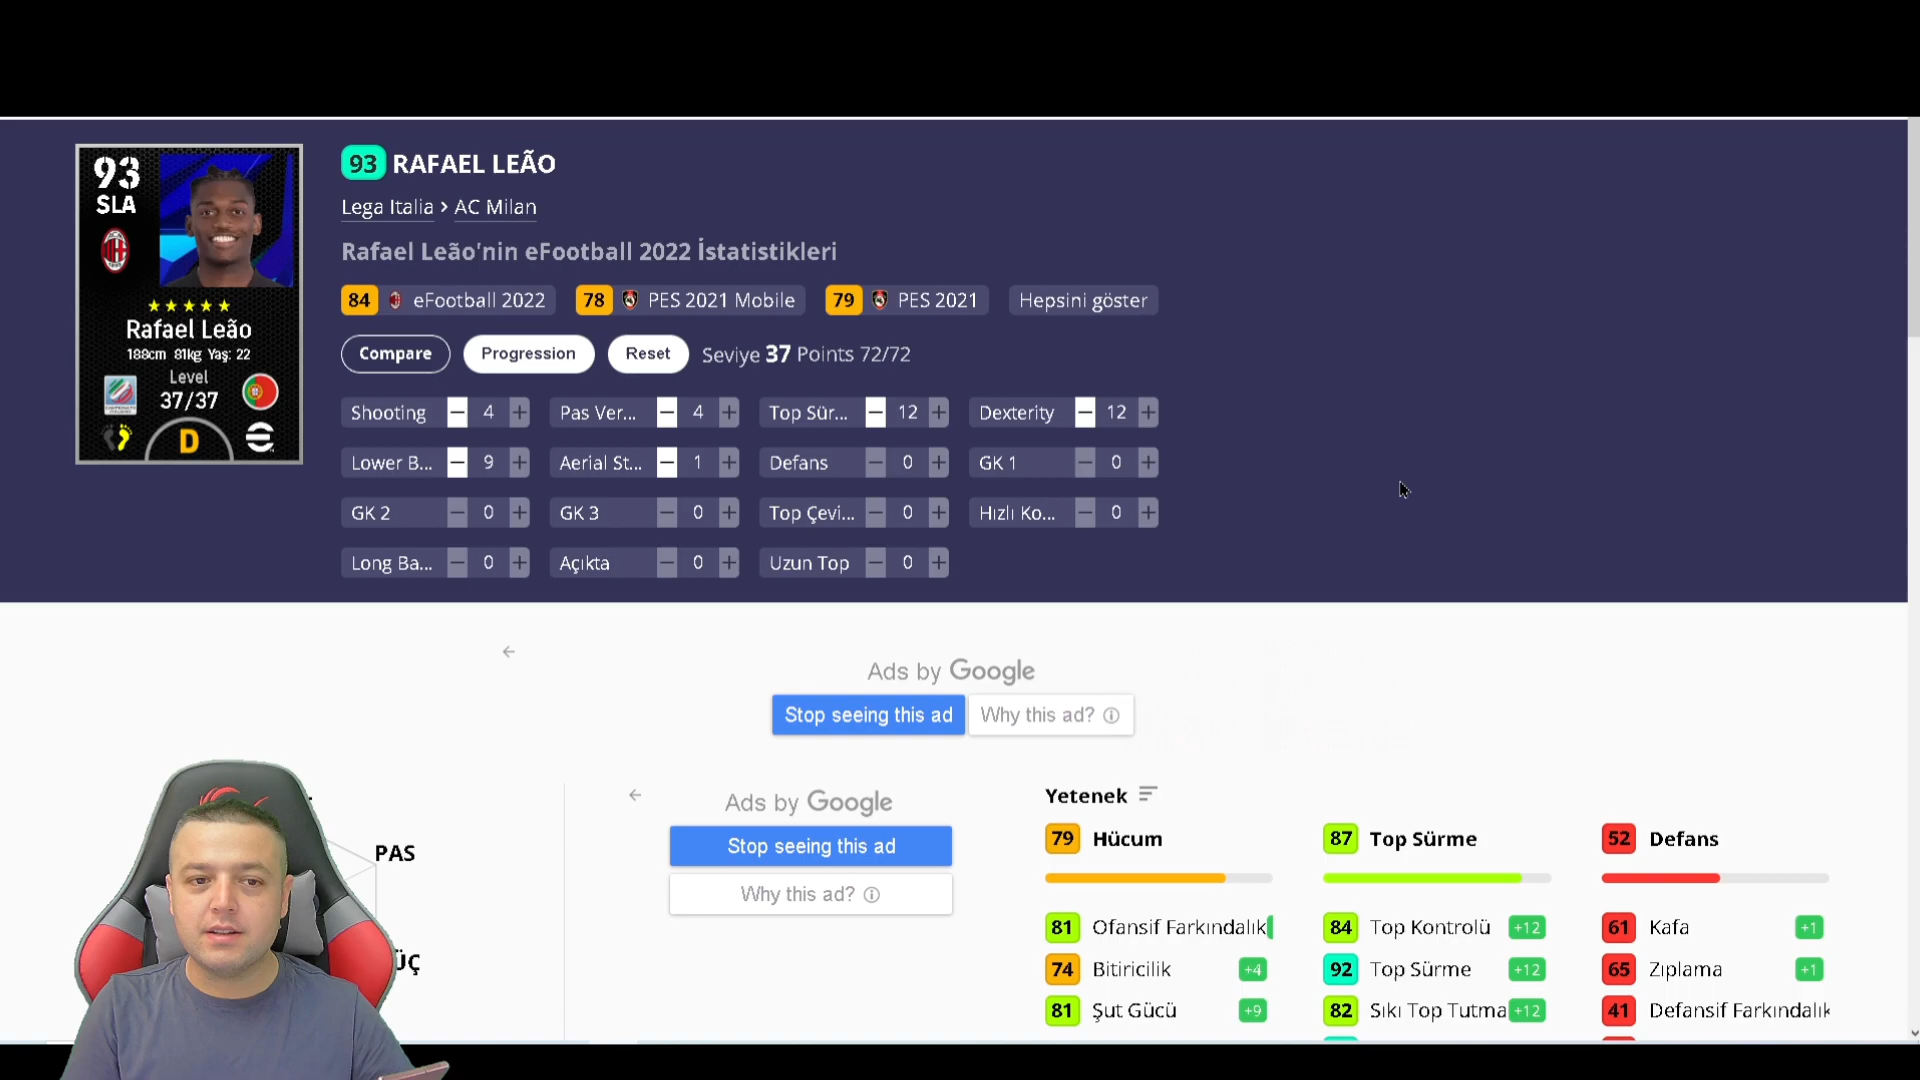 93
SLA
Rafael Leão
188cm 81kg Yaş: 22
Level
37/37
D
93 RAFAEL LEÃO
Lega Italia › AC Milan
Rafael Leão'nin eFootball 2022 İstatistikleri
84 eFootball 2022 78 PES 2021 Mobile 79 PES 2021 Hepsini göster
Compare Progression Reset Seviye 37 Points 72/72
Shooting − 4 + Pas Ver... − 4 + Top Sür... − 12 + Dexterity − 12 +
Lower B... − 9 + Aerial St... − 1 + Defans − 0 + GK 1 − 0 +
GK 2 − 0 + GK 3 − 0 + Top Çevi... − 0 + Hızlı Ko... − 0 +
Long Ba... − 0 + Açıkta − 0 + Uzun Top − 0 +
Ads by Google
Stop seeing this ad Why this ad?
PAS
ÜÇ
Ads by Google
Stop seeing this ad
Why this ad?
Yetenek
79 Hücum 87 Top Sürme 52 Defans
81 Ofansif Farkındalık 84 Top Kontrolü +12 61 Kafa +1
74 Bitiricilik +4 92 Top Sürme +12 65 Zıplama +1
81 Şut Gücü +9 82 Sıkı Top Tutma +12 41 Defansif Farkındalık